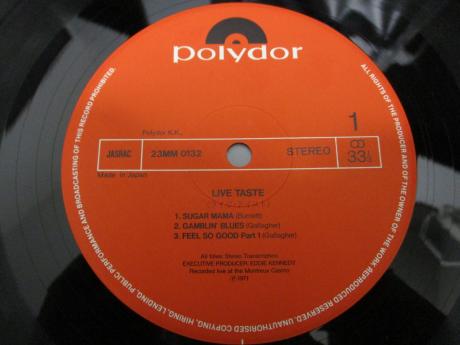 polydor
Polydor K.K.,
1
JASRAC
23MM 0132
STEREO
33⅓
Made in Japan
LIVE TASTE
1. SUGAR MAMA (Burnett)
2. GAMBLIN' BLUES (Gallagher)
3. FEEL SO GOOD Part 1 (Gallagher)
All titles: Stereo Transcription
EXECUTIVE PRODUCER: EDDIE KENNEDY
Recorded live at the Montreux Casino
℗ 1971
ALL RIGHTS OF THE PRODUCER AND OF THE OWNER OF THE WORK REPRODUCED RESERVED. UNAUTHORISED COPYING, HIRING, LENDING, PUBLIC PERFORMANCE AND BROADCASTING OF THIS RECORD PROHIBITED.